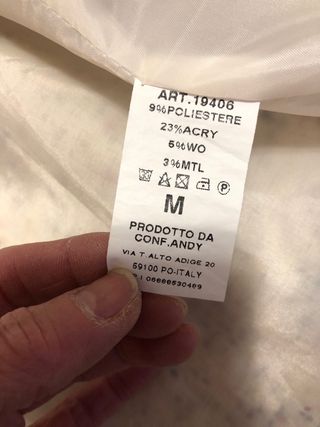 ART.19406
9%POLIESTERE
23%ACRY
6%WO
3%MTL
M
PRODOTTO DA
CONF.ANDY
VIA T.ALTO ADIGE 20
59100 PO-ITALY